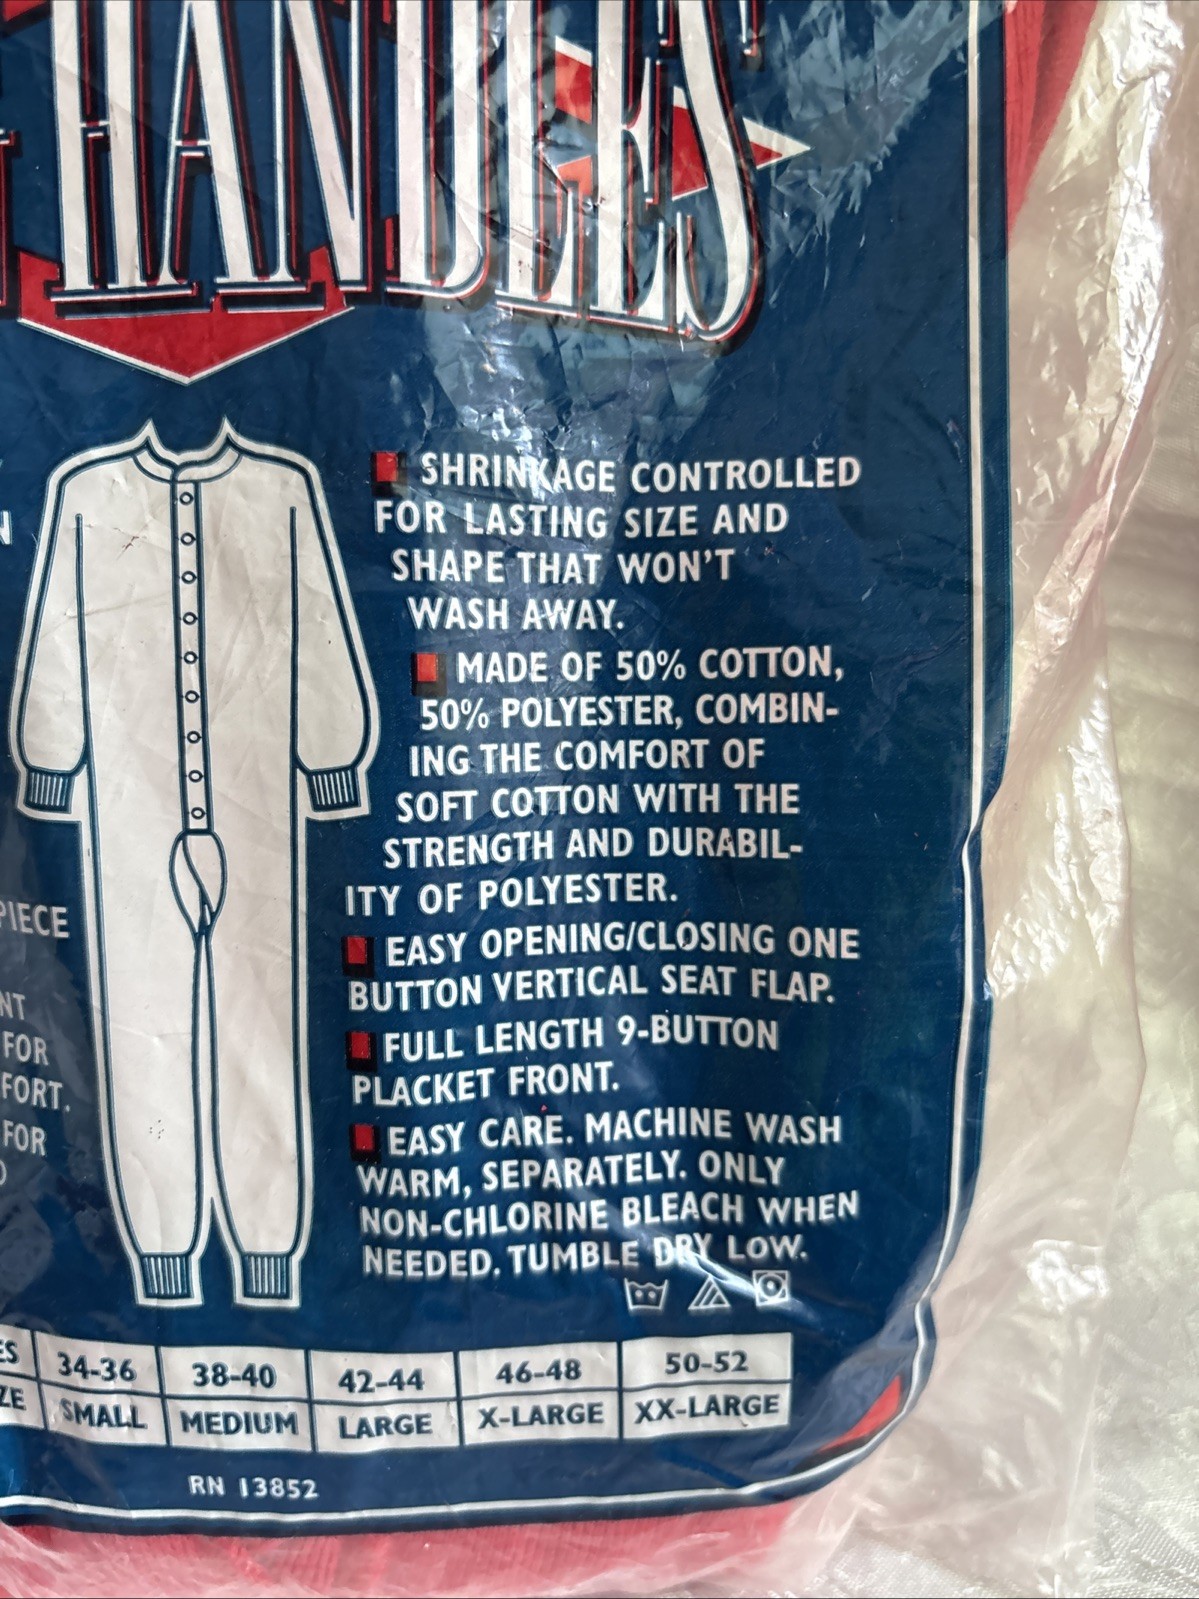 HANDLES
SHRINKAGE CONTROLLED
FOR LASTING SIZE AND
SHAPE THAT WON'T
WASH AWAY.
MADE OF 50% COTTON,
50% POLYESTER, COMBIN-
ING THE COMFORT OF
SOFT COTTON WITH THE
STRENGTH AND DURABIL-
ITY OF POLYESTER.
EASY OPENING/CLOSING ONE
BUTTON VERTICAL SEAT FLAP.
FULL LENGTH 9-BUTTON
PLACKET FRONT.
EASY CARE. MACHINE WASH
WARM, SEPARATELY. ONLY
NON-CHLORINE BLEACH WHEN
NEEDED. TUMBLE DRY LOW.
N
PIECE
NT
FOR
FORT.
FOR
ES 34-36 38-40 42-44 46-48 50-52
ZE SMALL MEDIUM LARGE X-LARGE XX-LARGE
RN 13852